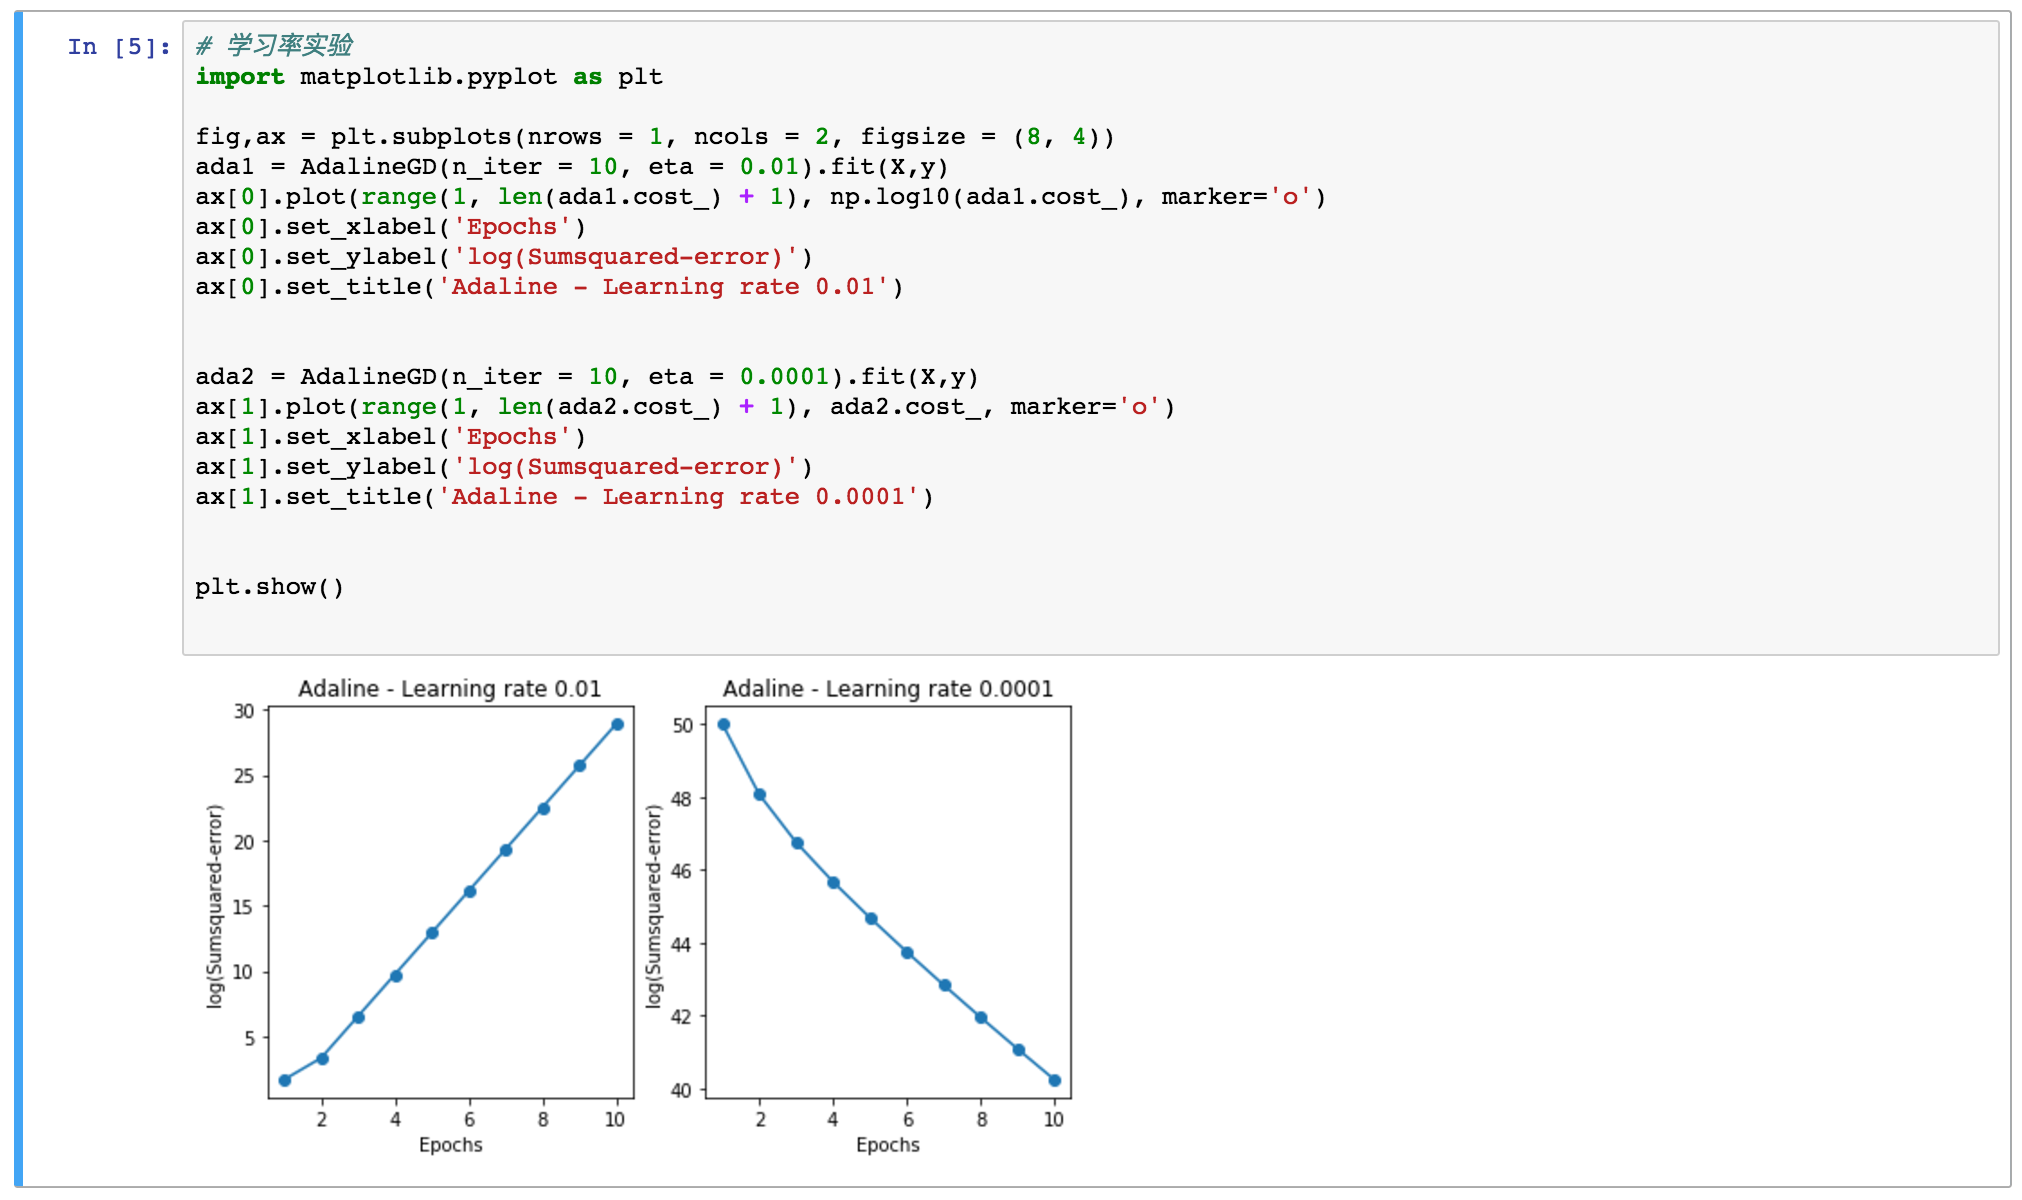 In [5]:
# 学习率实验
import matplotlib.pyplot as plt
fig,ax = plt.subplots(nrows = 1, ncols = 2, figsize = (8, 4))
ada1 = AdalineGD(n_iter = 10, eta = 0.01).fit(X,y)
ax[0].plot(range(1, len(ada1.cost_) + 1), np.log10(ada1.cost_), marker='o')
ax[0].set_xlabel('Epochs')
ax[0].set_ylabel('log(Sumsquared-error)')
ax[0].set_title('Adaline - Learning rate 0.01')
ada2 = AdalineGD(n_iter = 10, eta = 0.0001).fit(X,y)
ax[1].plot(range(1, len(ada2.cost_) + 1), ada2.cost_, marker='o')
ax[1].set_xlabel('Epochs')
ax[1].set_ylabel('log(Sumsquared-error)')
ax[1].set_title('Adaline - Learning rate 0.0001')
plt.show()
Adaline - Learning rate 0.01
30
25
20
15
10
5
log(Sumsquared-error)
2 4 6 8 10
Epochs
Adaline - Learning rate 0.0001
50
48
46
44
42
40
log(Sumsquared-error)
2 4 6 8 10
Epochs